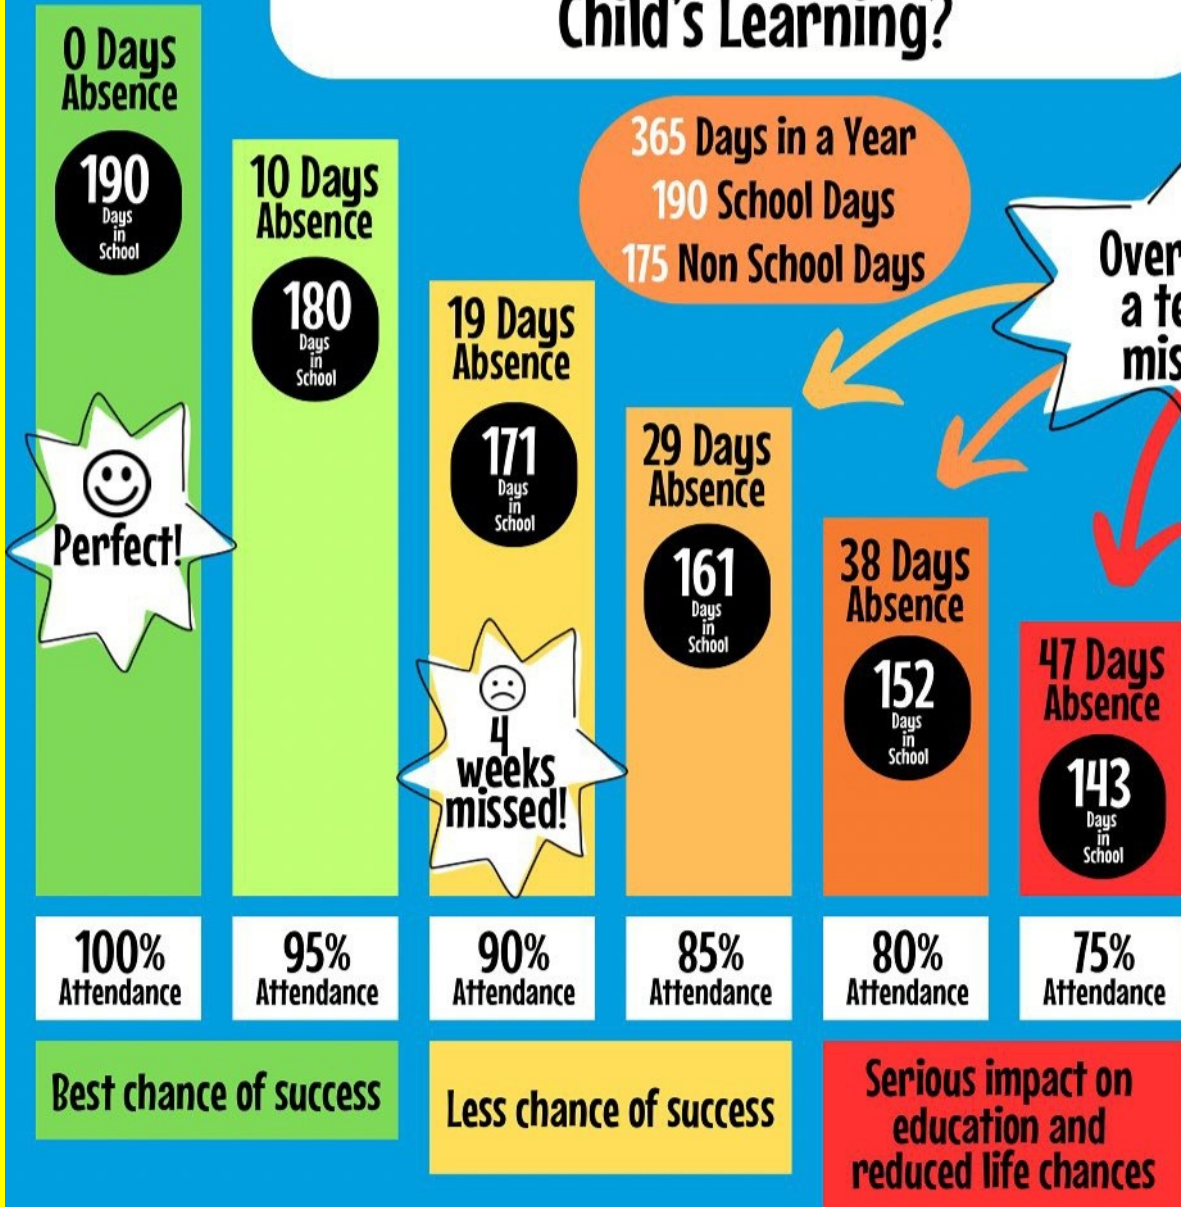 Child's Learning?
365 Days in a Year
190 School Days
175 Non School Days
0 Days
Absence
190
Days
in
School
Perfect!
10 Days
Absence
180
Days
in
School
19 Days
Absence
171
Days
in
School
4
weeks
missed!
29 Days
Absence
161
Days
in
School
38 Days
Absence
152
Days
in
School
Over
a te
mis
47 Days
Absence
143
Days
in
School
100%
Attendance
95%
Attendance
90%
Attendance
85%
Attendance
80%
Attendance
75%
Attendance
Best chance of success
Less chance of success
Serious impact on
education and
reduced life chances